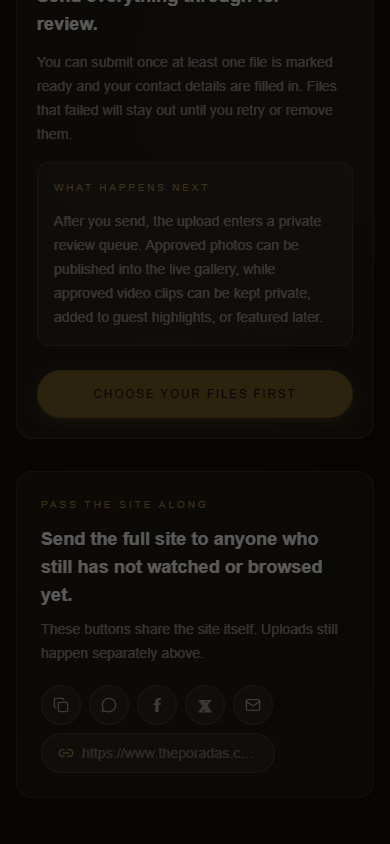 Send everything through for
review.
You can submit once at least one file is marked
ready and your contact details are filled in. Files
that failed will stay out until you retry or remove
them.
WHAT HAPPENS NEXT
After you send, the upload enters a private
review queue. Approved photos can be
published into the live gallery, while
approved video clips can be kept private,
added to guest highlights, or featured later.
CHOOSE YOUR FILES FIRST
PASS THE SITE ALONG
Send the full site to anyone who
still has not watched or browsed
yet.
These buttons share the site itself. Uploads still
happen separately above.
https://www.theporadas.c...